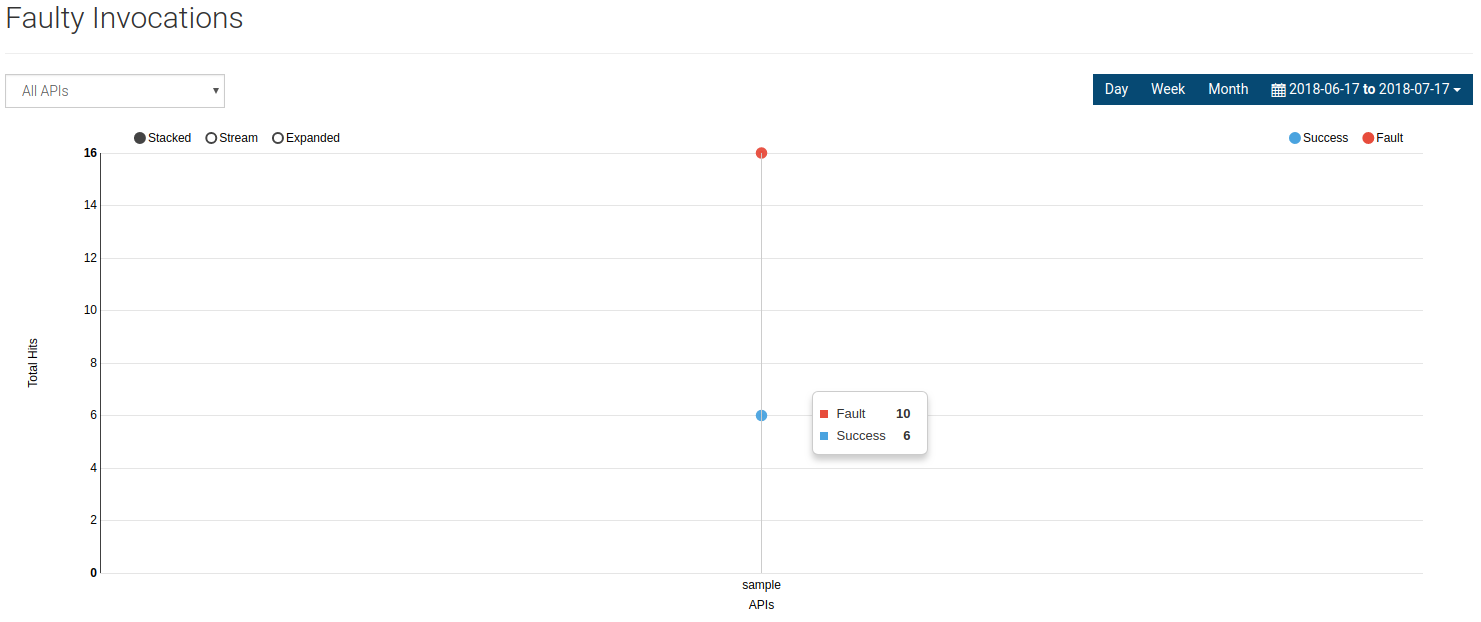 Faulty Invocations
All APIs
Day Week Month 2018-06-17 to 2018-07-17
Stacked Stream Expanded
Success Fault
16
14
12
10
8
6
4
2
0
Total Hits
Fault 10
Success 6
sample
APIs